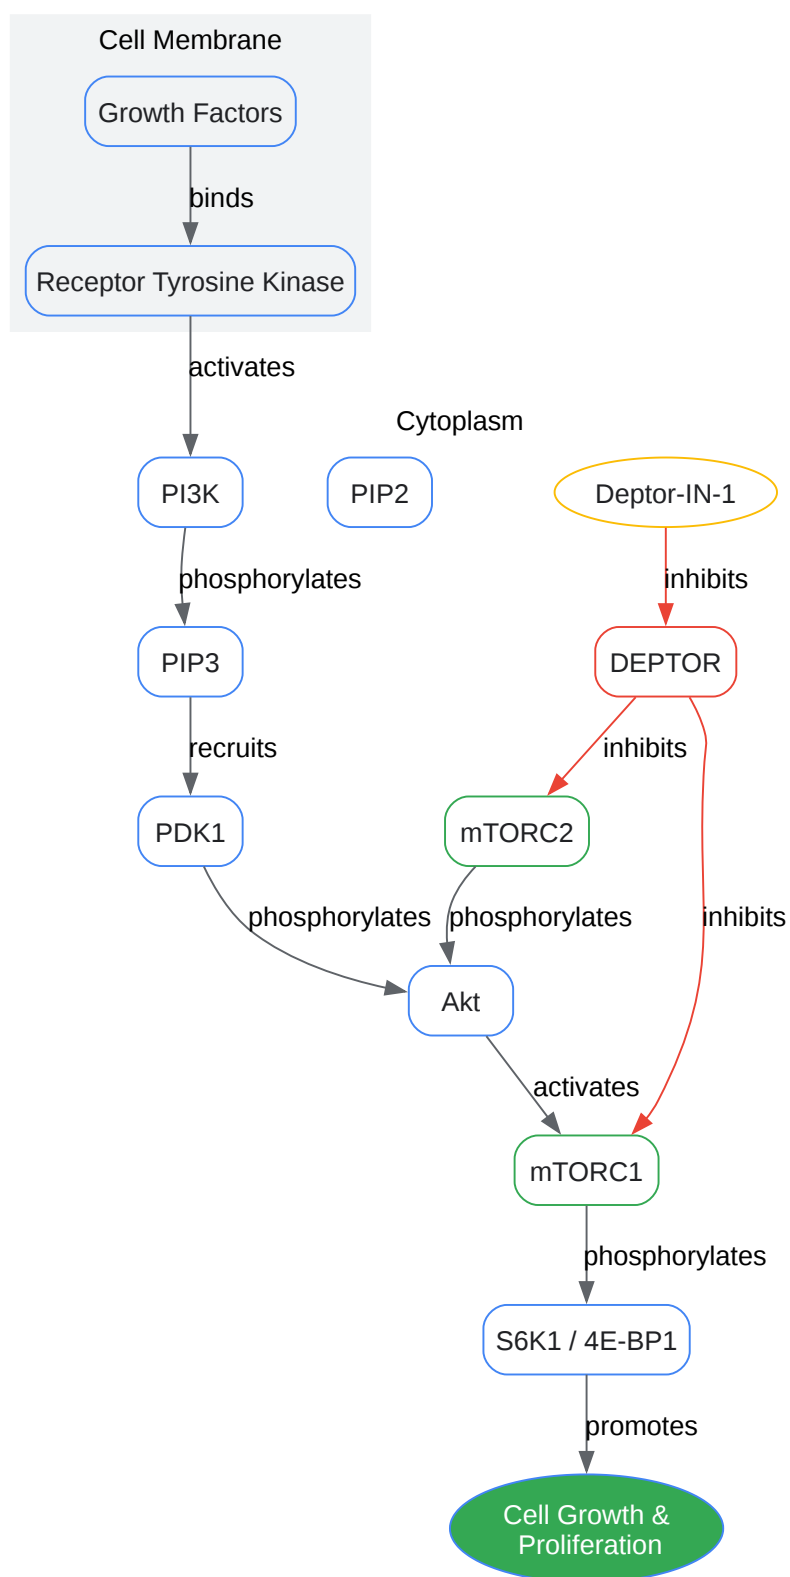 Cell Membrane
Growth Factors
binds
Receptor Tyrosine Kinase
activates
Cytoplasm
PI3K
PIP2
Deptor-IN-1
phosphorylates
inhibits
PIP3
DEPTOR
recruits
inhibits
PDK1
mTORC2
phosphorylates
phosphorylates
inhibits
Akt
activates
mTORC1
phosphorylates
S6K1 / 4E-BP1
promotes
Cell Growth &
Proliferation